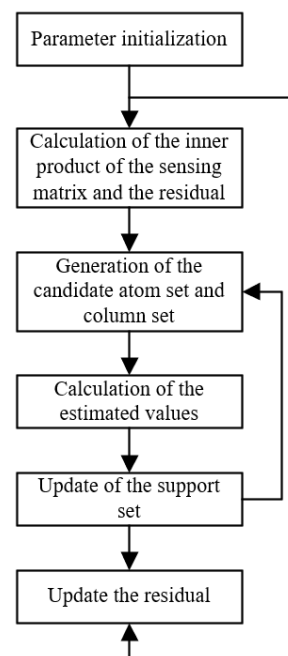 Parameter initialization
Calculation of the inner
product of the sensing
matrix and the residual
Generation of the
candidate atom set and
column set
Calculation of the
estimated values
Update of the support
set
Update the residual